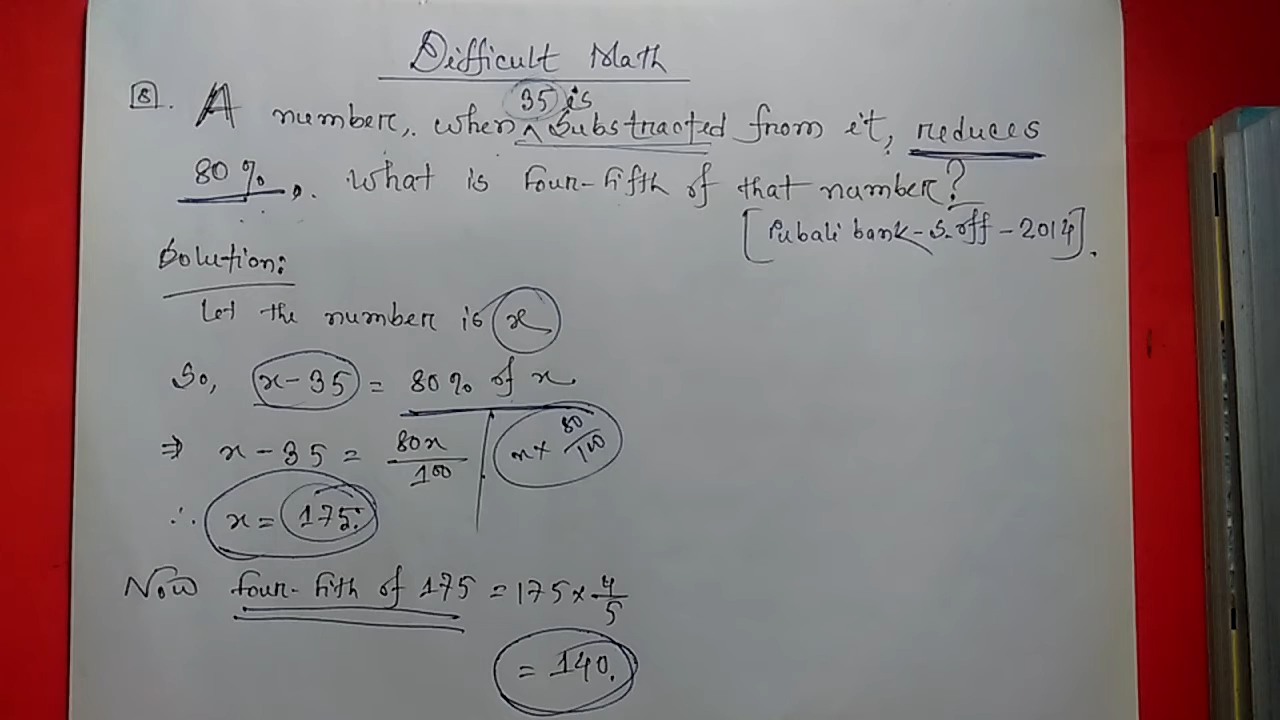 Difficult Math
8. A number, when 35 is substracted from it, reduces
80%. What is four-fifth of that number?
[Pubali bank - S. off - 2014].
Solution:
Let the number is x
So, x - 35 = 80% of x
⇒ x - 35 = 80x/100 | x × 80/100
∴ x = 175.
Now four-fith of 175 = 175 × 4/5
= 140.